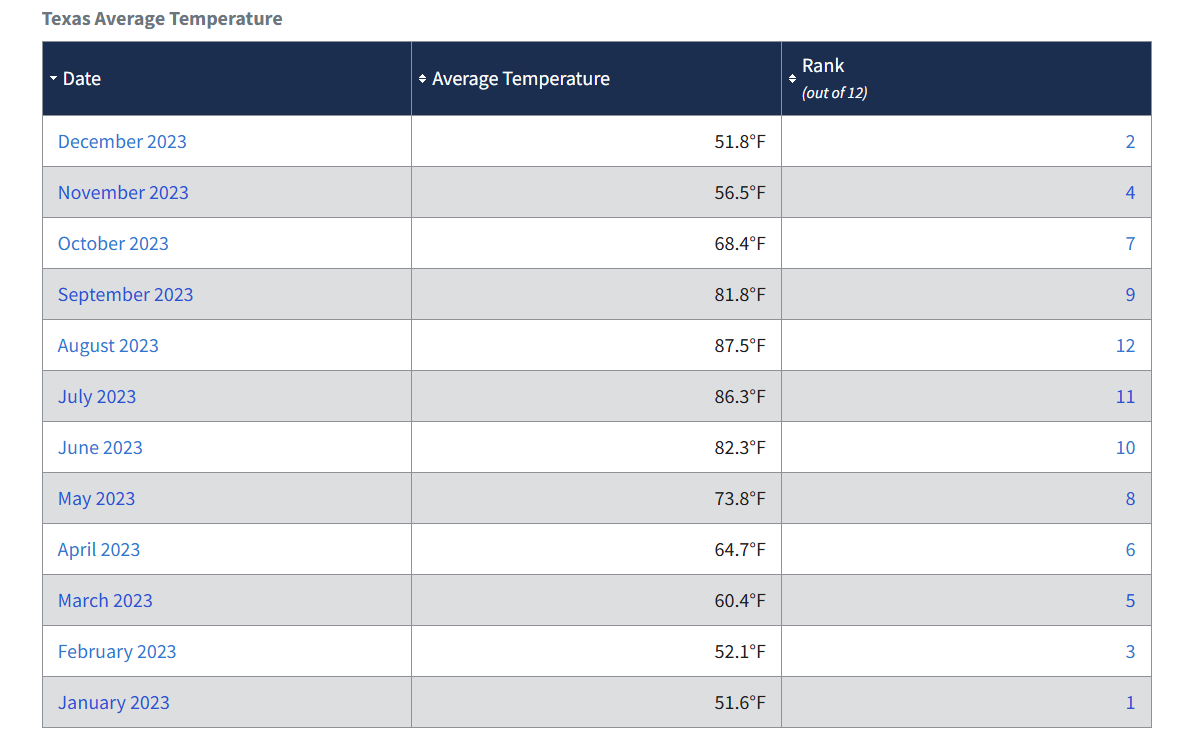 Texas Average Temperature
Date Average Temperature Rank
(out of 12)
December 2023 51.8°F 2
November 2023 56.5°F 4
October 2023 68.4°F 7
September 2023 81.8°F 9
August 2023 87.5°F 12
July 2023 86.3°F 11
June 2023 82.3°F 10
May 2023 73.8°F 8
April 2023 64.7°F 6
March 2023 60.4°F 5
February 2023 52.1°F 3
January 2023 51.6°F 1